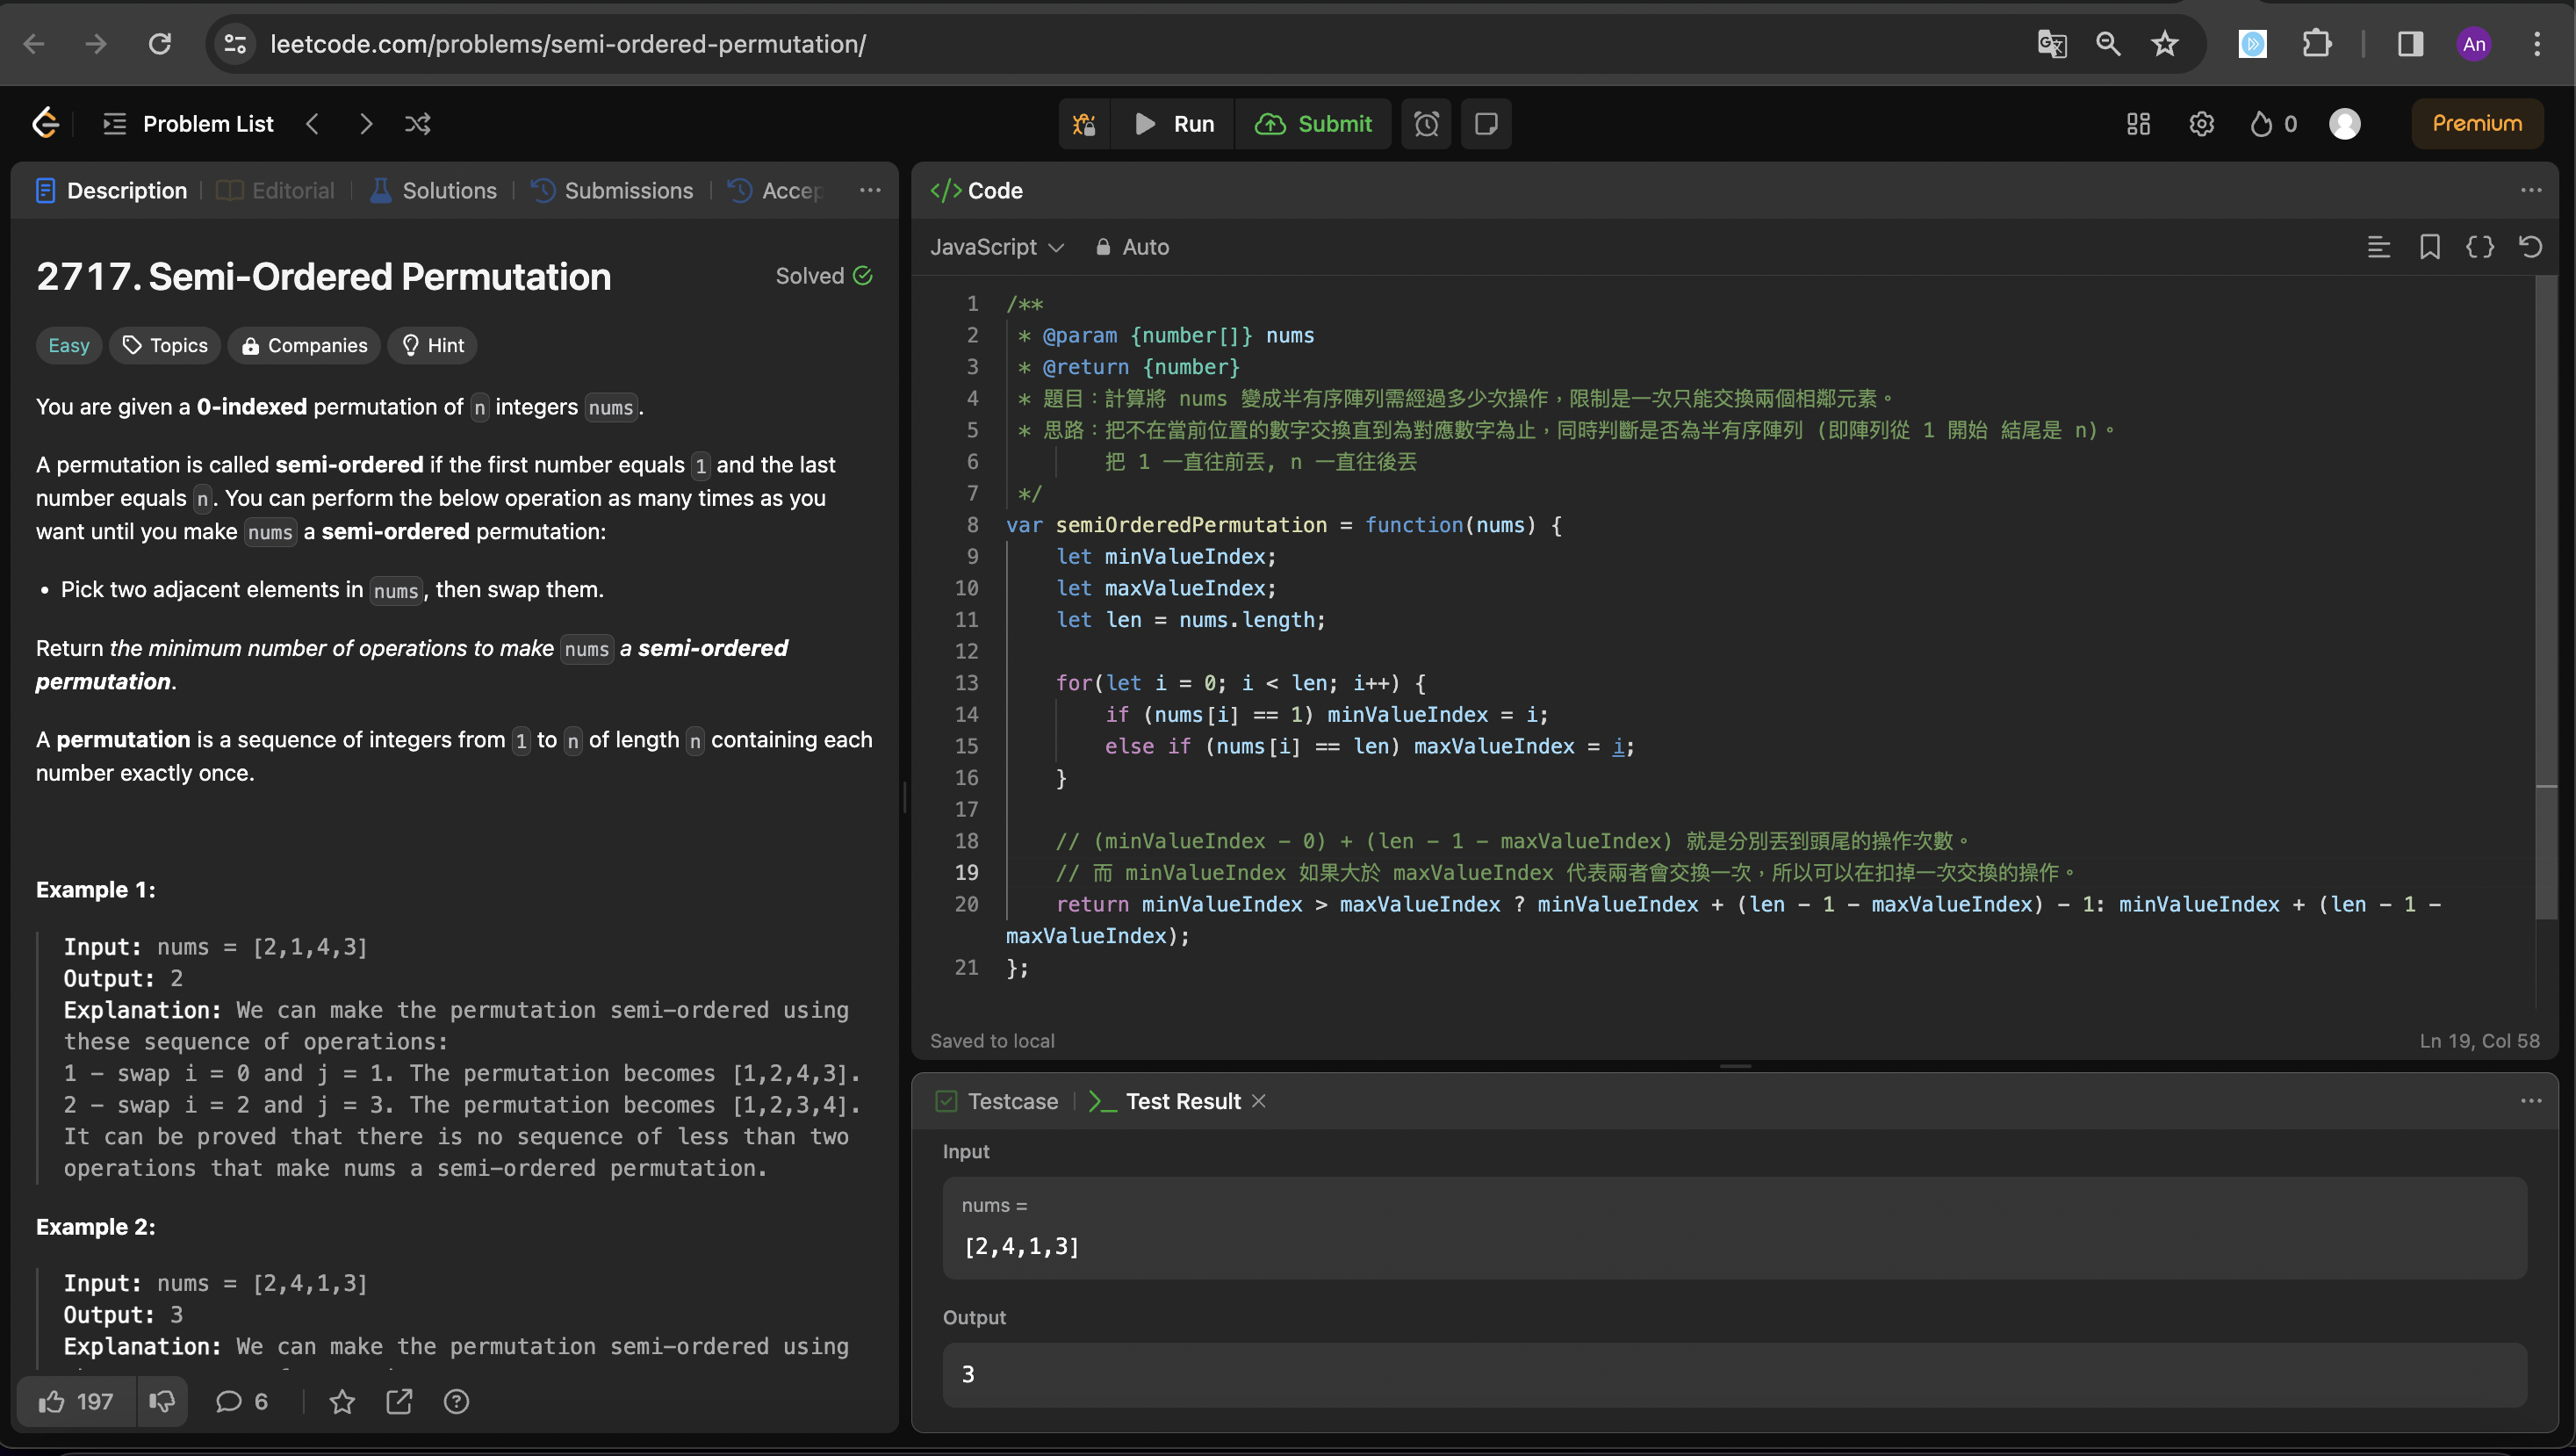 leetcode.com/problems/semi-ordered-permutation/
An
Problem List
Run
Submit
0
Premium
Description
Editorial
Solutions
Submissions
Accep
2717. Semi-Ordered Permutation
Solved
Easy
Topics
Companies
Hint
You are given a 0-indexed permutation of n integers nums.
A permutation is called semi-ordered if the first number equals 1 and the last
number equals n. You can perform the below operation as many times as you
want until you make nums a semi-ordered permutation:
• Pick two adjacent elements in nums, then swap them.
Return the minimum number of operations to make nums a semi-ordered
permutation.
A permutation is a sequence of integers from 1 to n of length n containing each
number exactly once.
Example 1:
Input: nums = [2,1,4,3]
Output: 2
Explanation: We can make the permutation semi-ordered using
these sequence of operations:
1 - swap i = 0 and j = 1. The permutation becomes [1,2,4,3].
2 - swap i = 2 and j = 3. The permutation becomes [1,2,3,4].
It can be proved that there is no sequence of less than two
operations that make nums a semi-ordered permutation.
Example 2:
Input: nums = [2,4,1,3]
Output: 3
Explanation: We can make the permutation semi-ordered using
197
6
</> Code
JavaScript
Auto
1 /**
2 * @param {number[]} nums
3 * @return {number}
4 * 題目：計算將 nums 變成半有序陣列需經過多少次操作，限制是一次只能交換兩個相鄰元素。
5 * 思路：把不在當前位置的數字交換直到為對應數字為止，同時判斷是否為半有序陣列 (即陣列從 1 開始 結尾是 n)。
6 把 1 一直往前丟, n 一直往後丟
7 */
8 var semiOrderedPermutation = function(nums) {
9 let minValueIndex;
10 let maxValueIndex;
11 let len = nums.length;
12
13 for(let i = 0; i < len; i++) {
14 if (nums[i] == 1) minValueIndex = i;
15 else if (nums[i] == len) maxValueIndex = i;
16 }
17
18 // (minValueIndex - 0) + (len - 1 - maxValueIndex) 就是分別丟到頭尾的操作次數。
19 // 而 minValueIndex 如果大於 maxValueIndex 代表兩者會交換一次，所以可以在扣掉一次交換的操作。
20 return minValueIndex > maxValueIndex ? minValueIndex + (len - 1 - maxValueIndex) - 1: minValueIndex + (len - 1 -
maxValueIndex);
21 };
Saved to local
Ln 19, Col 58
Testcase
Test Result
Input
nums =
[2,4,1,3]
Output
3